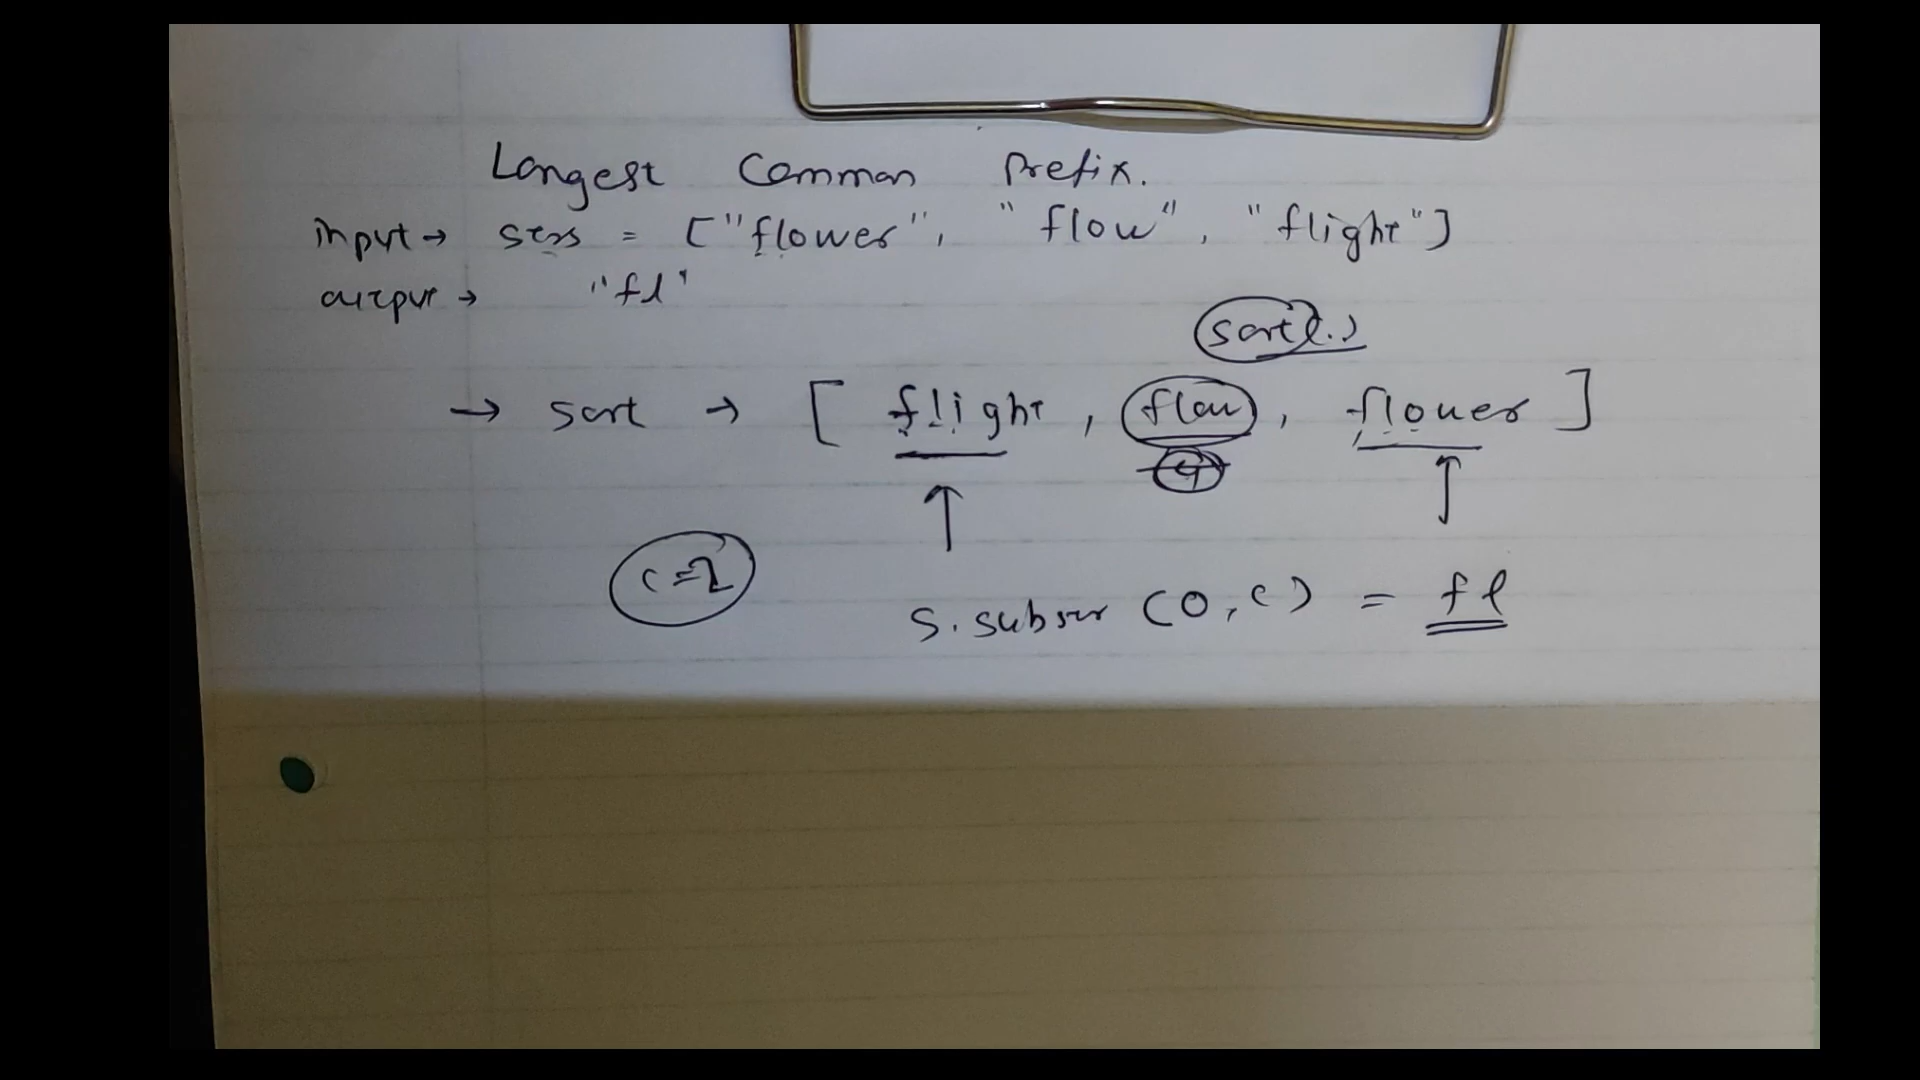 Longest Common Prefix.
input → strs = ["flower", "flow", "flight"]
output → "fl"
sort(.)
→ sort → [flight, flow, flower]
c=2
s.substr (0,c) = fl